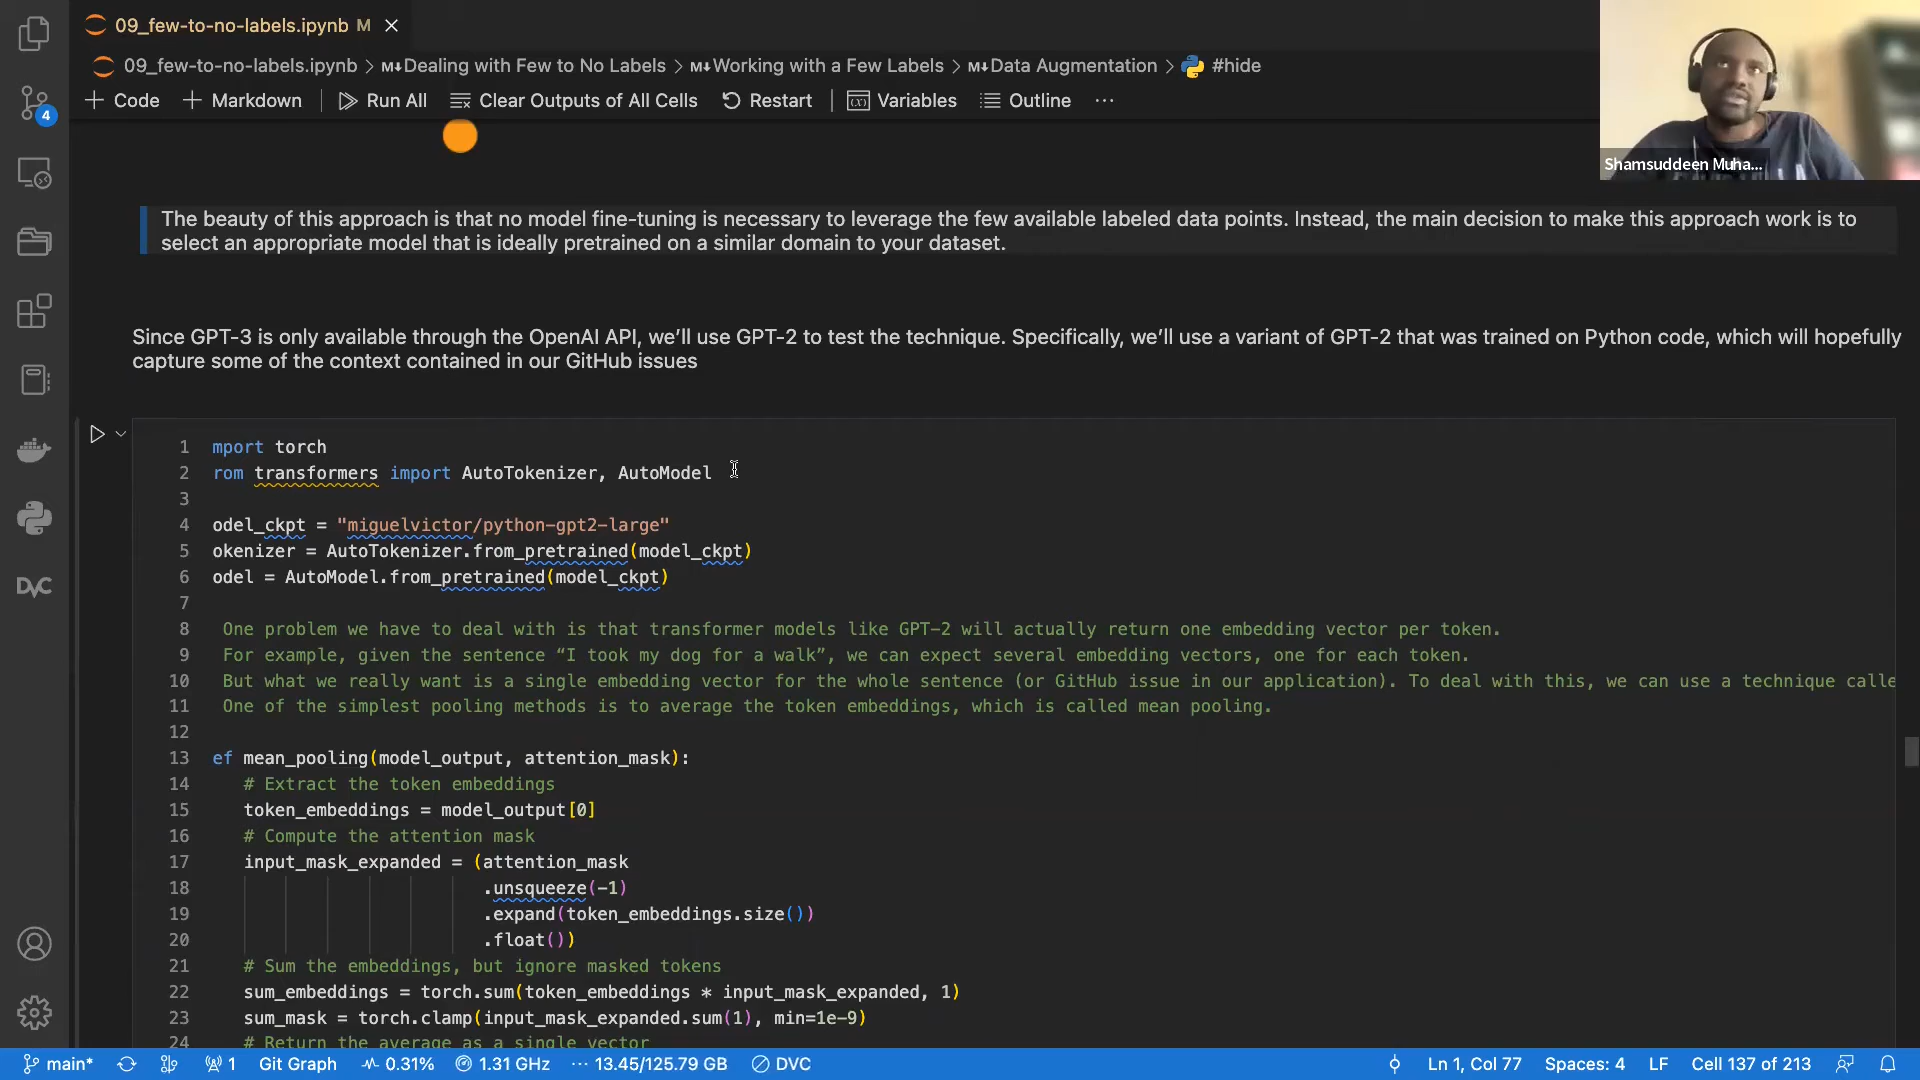 09_few-to-no-labels.ipynb M
09_few-to-no-labels.ipynb > M↓Dealing with Few to No Labels > M↓Working with a Few Labels > M↓Data Augmentation > #hide
+ Code + Markdown Run All Clear Outputs of All Cells Restart Variables Outline ...
4
Shamsuddeen Muha...
The beauty of this approach is that no model fine-tuning is necessary to leverage the few available labeled data points. Instead, the main decision to make this approach work is to
select an appropriate model that is ideally pretrained on a similar domain to your dataset.
Since GPT-3 is only available through the OpenAI API, we'll use GPT-2 to test the technique. Specifically, we'll use a variant of GPT-2 that was trained on Python code, which will hopefully
capture some of the context contained in our GitHub issues
1 mport torch
2 rom transformers import AutoTokenizer, AutoModel
3
4 odel_ckpt = "miguelvictor/python-gpt2-large"
5 okenizer = AutoTokenizer.from_pretrained(model_ckpt)
6 odel = AutoModel.from_pretrained(model_ckpt)
7
8 One problem we have to deal with is that transformer models like GPT-2 will actually return one embedding vector per token.
9 For example, given the sentence “I took my dog for a walk”, we can expect several embedding vectors, one for each token.
10 But what we really want is a single embedding vector for the whole sentence (or GitHub issue in our application). To deal with this, we can use a technique calle
11 One of the simplest pooling methods is to average the token embeddings, which is called mean pooling.
12
13 ef mean_pooling(model_output, attention_mask):
14 # Extract the token embeddings
15 token_embeddings = model_output[0]
16 # Compute the attention mask
17 input_mask_expanded = (attention_mask
18 .unsqueeze(-1)
19 .expand(token_embeddings.size())
20 .float())
21 # Sum the embeddings, but ignore masked tokens
22 sum_embeddings = torch.sum(token_embeddings * input_mask_expanded, 1)
23 sum_mask = torch.clamp(input_mask_expanded.sum(1), min=1e-9)
24 # Return the average as a single vector
DVC
main* 1 Git Graph 0.31% 1.31 GHz ... 13.45/125.79 GB DVC Ln 1, Col 77 Spaces: 4 LF Cell 137 of 213